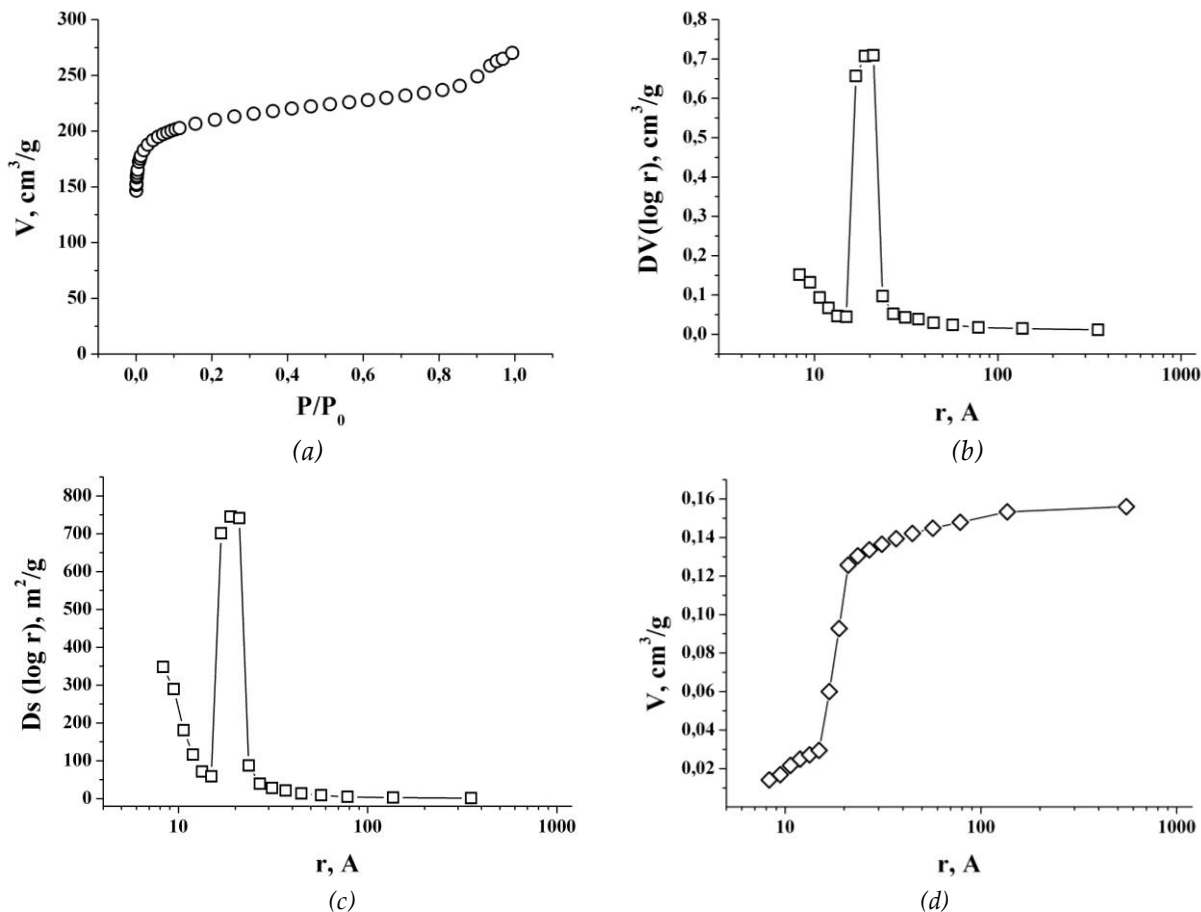 V, cm³/g
300
250
200
150
100
50
0
0,0 0,2 0,4 0,6 0,8 1,0
P/P₀
(a)
DV(log r), cm³/g
0,8
0,7
0,6
0,5
0,4
0,3
0,2
0,1
0,0
10 100 1000
r, A
(b)
Ds (log r), m²/g
800
700
600
500
400
300
200
100
0
10 100 1000
r, A
(c)
V, cm³/g
0,16
0,14
0,12
0,10
0,08
0,06
0,04
0,02
10 100 1000
r, A
(d)